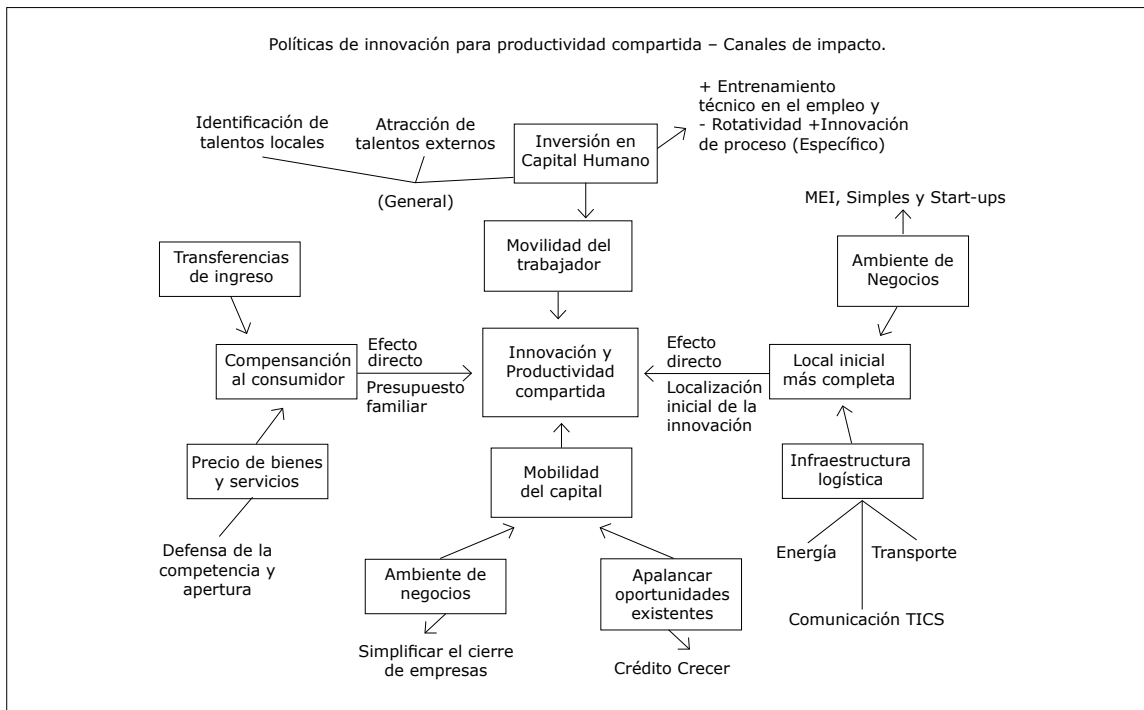 Políticas de innovación para productividad compartida – Canales de impacto.
Identificación de
talentos locales
Atracción de
talentos externos
(General)
Inversión en
Capital Humano
+ Entrenamiento
técnico en el empleo y
- Rotatividad +Innovación
de proceso (Específico)
MEI, Simples y Start-ups
Movilidad del
trabajador
Transferencias
de ingreso
Ambiente de
Negocios
Compensanción
al consumidor
Efecto
directo
Presupuesto
familiar
Innovación y
Productividad
compartida
Efecto
directo
Localización
inicial de la
innovación
Local inicial
más completa
Precio de bienes
y servicios
Mobilidad
del capital
Infraestructura
logística
Defensa de la
competencia y
apertura
Ambiente de
negocios
Apalancar
oportunidades
existentes
Energía
Transporte
Comunicación TICS
Simplificar el cierre
de empresas
Crédito Crecer